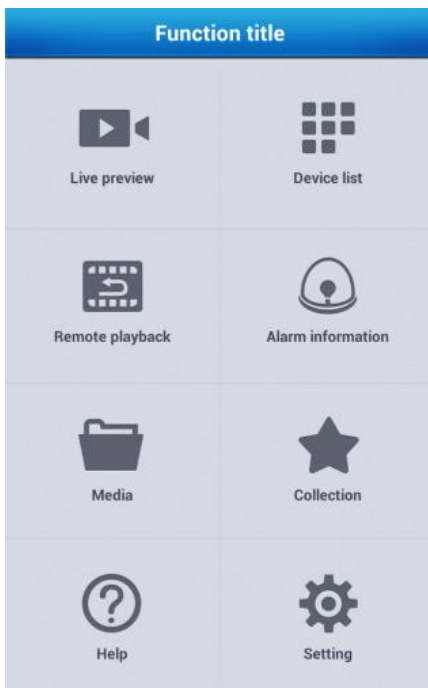 Function title
Live preview
Device list
Remote playback
Alarm information
Media
Collection
Help
Setting